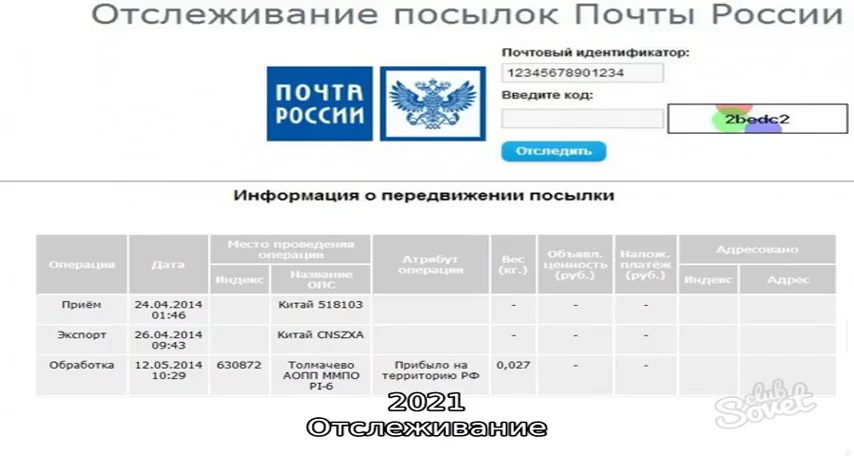 Отслеживание посылок Почты России
Почтовый идентификатор:
12345678901234
Введите код:
2bedc2
Отследить
ПОЧТА
РОССИИ
Информация о передвижении посылки
Операция Дата Место проведения операции Атрибут операции Вес (кг.) Объявл. ценность (руб.) Налож. платёж (руб.) Адресовано
Индекс Название ОПС Индекс Адрес
Приём 24.04.2014 01:46 Китай 518103 - - -
Экспорт 26.04.2014 09:43 Китай CNSZXA - - -
Обработка 12.05.2014 10:29 630872 Толмачево АОПП ММПО PI-6 Прибыло на территорию РФ 0,027 - -
2021
Отслеживание
club
Sovet